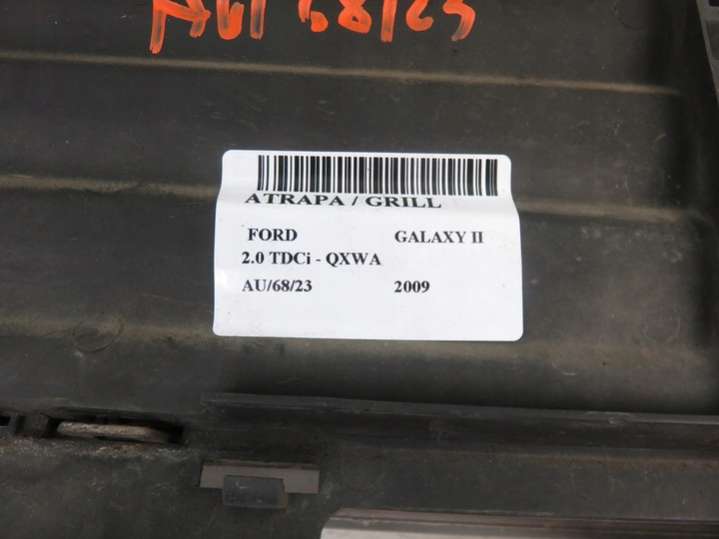 AU/68/23
ATRAPA / GRILL
FORD GALAXY II
2.0 TDCi - QXWA
AU/68/23 2009